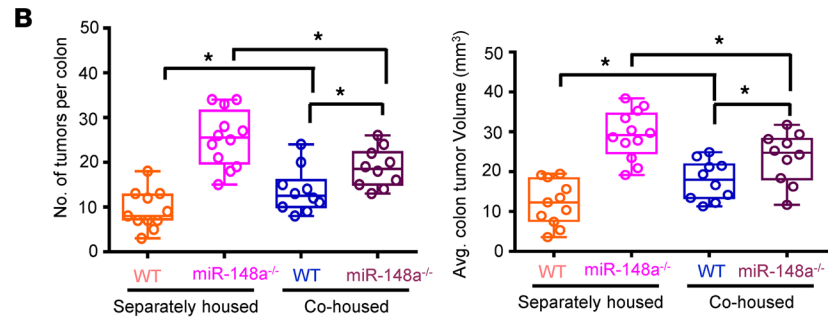 B
No. of tumors per colon
50
40
30
20
10
0
*
*
*
WT
miR-148a-/-
WT
miR-148a-/-
Separately housed
Co-housed
Avg. colon tumor Volume (mm³)
50
40
30
20
10
0
*
*
*
WT
miR-148a-/-
WT
miR-148a-/-
Separately housed
Co-housed